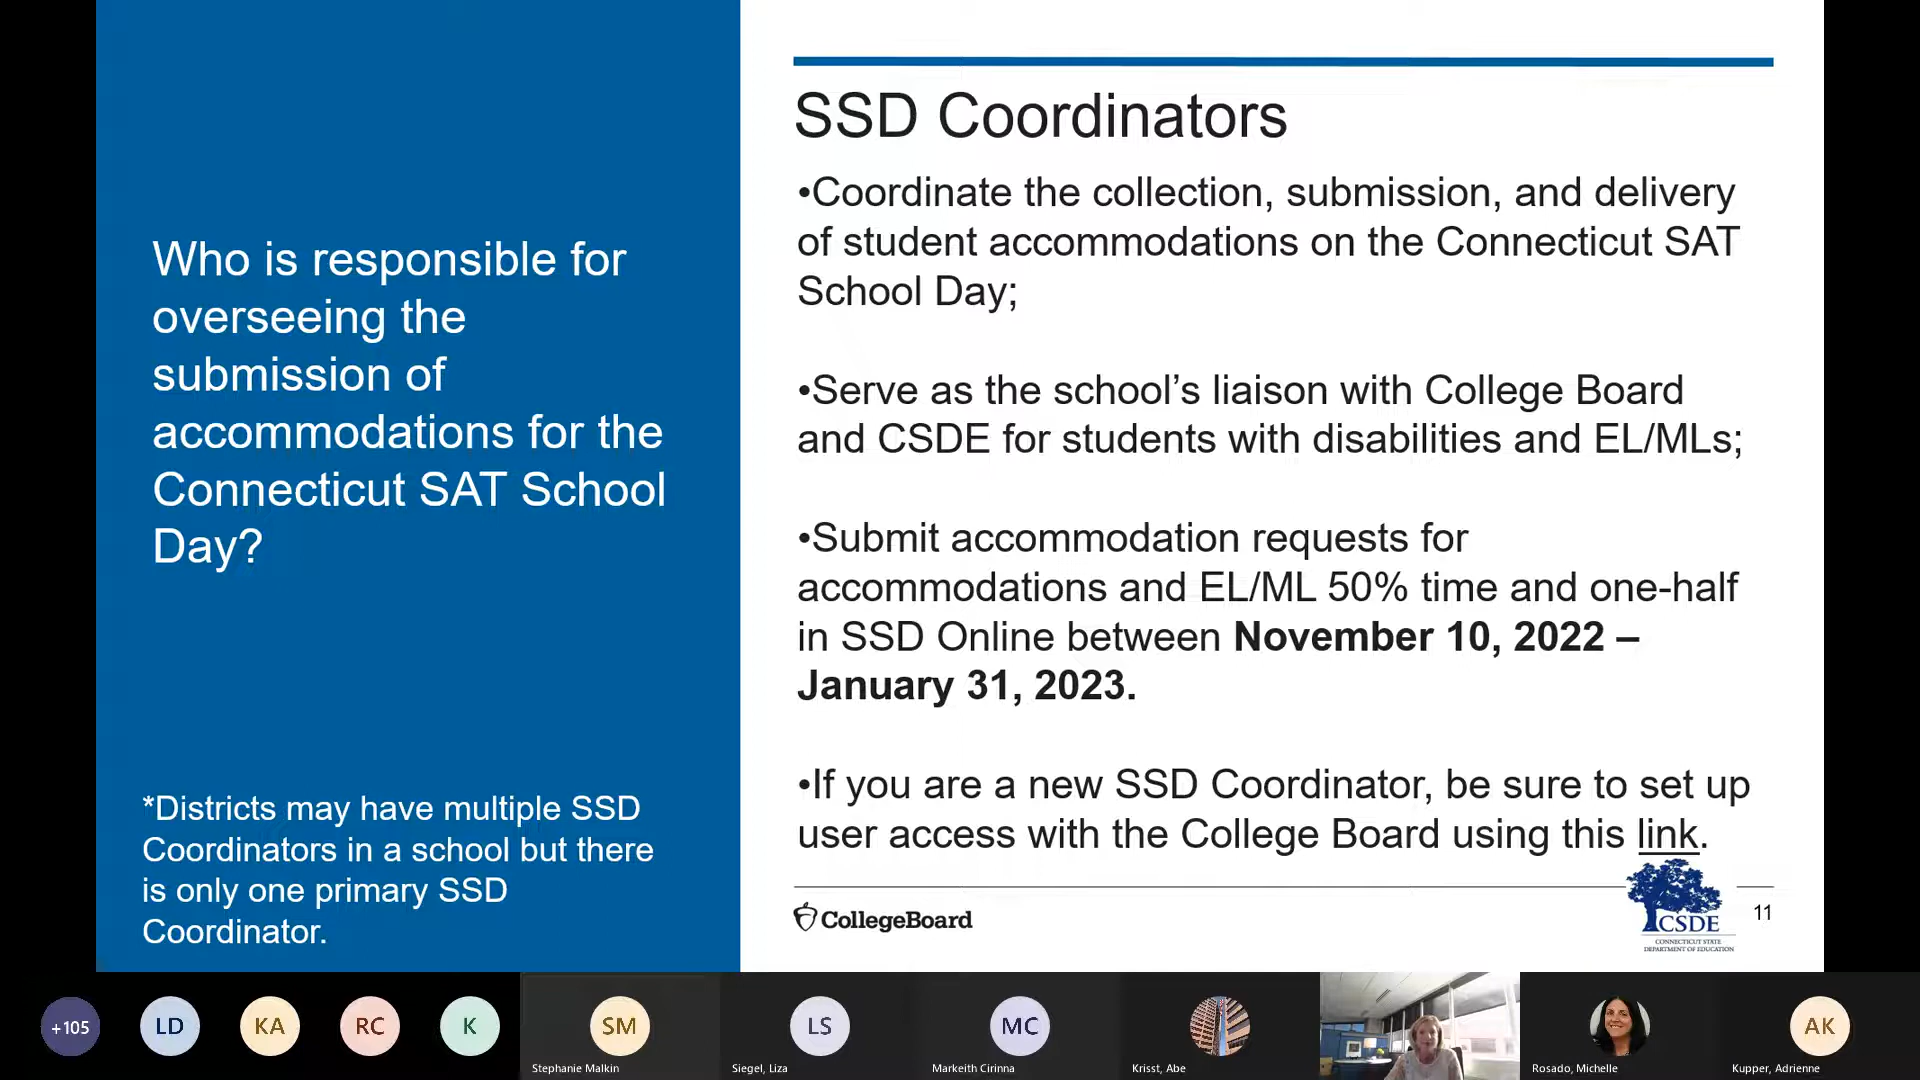 Who is responsible for
overseeing the
submission of
accommodations for the
Connecticut SAT School
Day?
*Districts may have multiple SSD
Coordinators in a school but there
is only one primary SSD
Coordinator.
SSD Coordinators
•Coordinate the collection, submission, and delivery
of student accommodations on the Connecticut SAT
School Day;
•Serve as the school’s liaison with College Board
and CSDE for students with disabilities and EL/MLs;
•Submit accommodation requests for
accommodations and EL/ML 50% time and one-half
in SSD Online between November 10, 2022 –
January 31, 2023.
•If you are a new SSD Coordinator, be sure to set up
user access with the College Board using this link.
CollegeBoard
CSDE
CONNECTICUT STATE
DEPARTMENT OF EDUCATION
11
+105
LD
KA
RC
K
SM
Stephanie Malkin
LS
Siegel, Liza
MC
Markeith Cirinna
Krisst, Abe
Rosado, Michelle
AK
Kupper, Adrienne